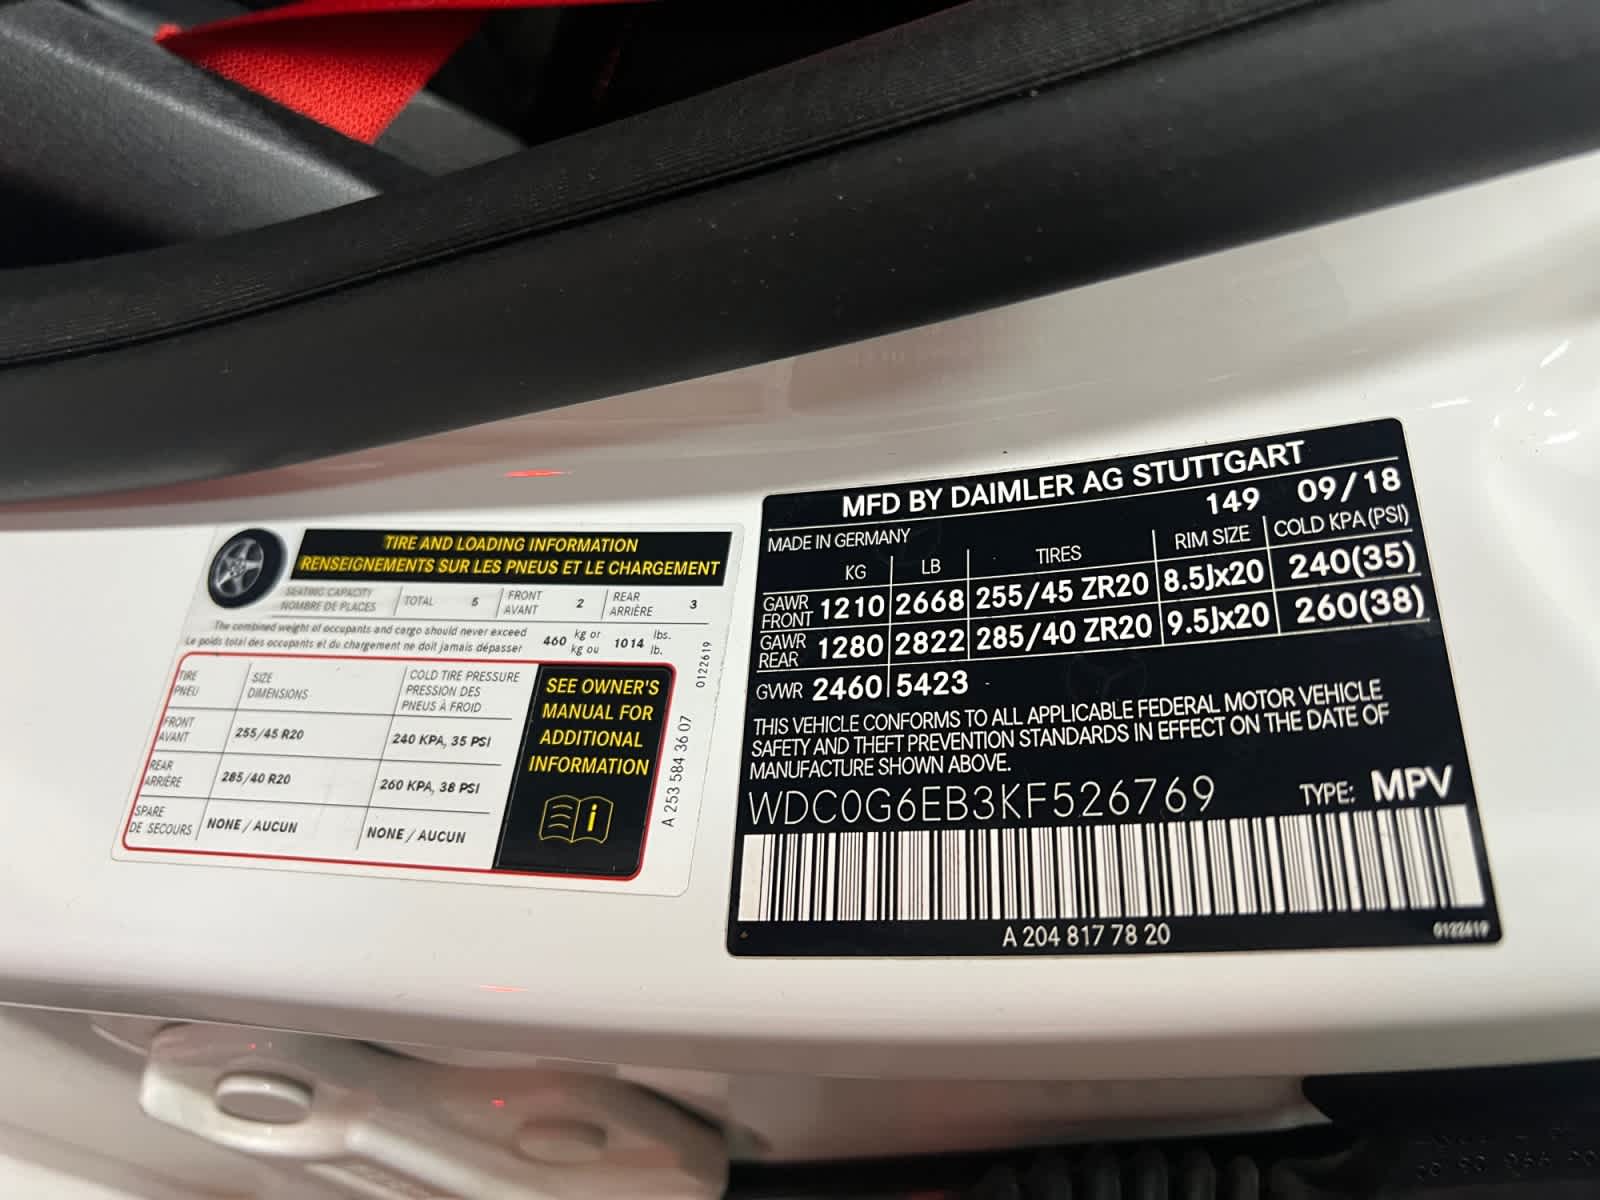 TIRE AND LOADING INFORMATION
RENSEIGNEMENTS SUR LES PNEUS ET LE CHARGEMENT
SEATING CAPACITY
NOMBRE DE PLACES
TOTAL 5
FRONT
AVANT
2
REAR
ARRIÈRE
3
The combined weight of occupants and cargo should never exceed
Le poids total des occupants et du chargement ne doit jamais dépasser
460 kg or
kg ou
1014 lbs.
lb.
TIRE
PNEU
SIZE
DIMENSIONS
COLD TIRE PRESSURE
PRESSION DES
PNEUS À FROID
FRONT
AVANT
255/45 R20
240 KPA, 35 PSI
REAR
ARRIÈRE
285/40 R20
260 KPA, 38 PSI
SPARE
DE SECOURS
NONE / AUCUN
NONE / AUCUN
SEE OWNER'S
MANUAL FOR
ADDITIONAL
INFORMATION
i
0122619
A 253 584 36 07
MFD BY DAIMLER AG STUTTGART
149 09/18
MADE IN GERMANY
KG LB TIRES RIM SIZE COLD KPA(PSI)
GAWR
FRONT
1210 2668 255/45 ZR20 8.5Jx20 240(35)
GAWR
REAR
1280 2822 285/40 ZR20 9.5Jx20 260(38)
GVWR 2460 5423
THIS VEHICLE CONFORMS TO ALL APPLICABLE FEDERAL MOTOR VEHICLE
SAFETY AND THEFT PREVENTION STANDARDS IN EFFECT ON THE DATE OF
MANUFACTURE SHOWN ABOVE.
WDC0G6EB3KF526769 TYPE: MPV
A 204 817 78 20
0122619